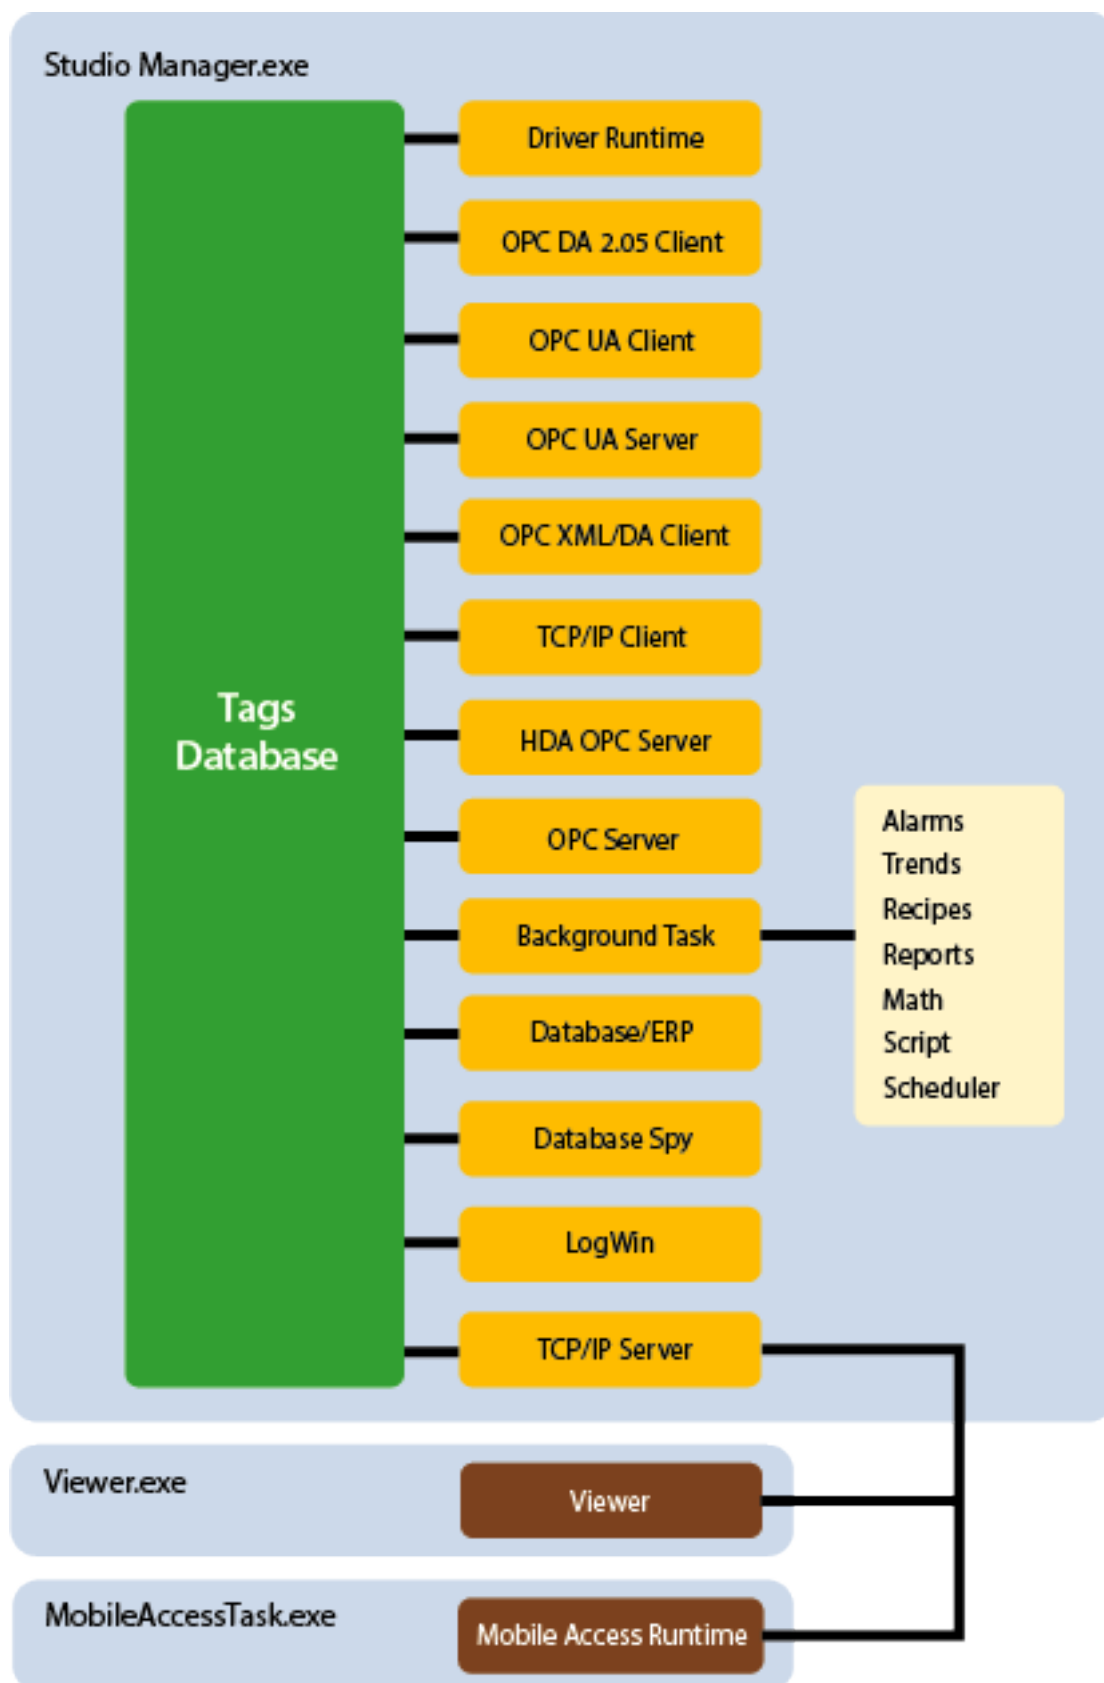 Studio Manager.exe
Driver Runtime
OPC DA 2.05 Client
OPC UA Client
OPC UA Server
OPC XML/DA Client
TCP/IP Client
Tags
Database
HDA OPC Server
OPC Server
Background Task
Alarms
Trends
Recipes
Reports
Math
Script
Scheduler
Database/ERP
Database Spy
LogWin
TCP/IP Server
Viewer.exe
Viewer
MobileAccessTask.exe
Mobile Access Runtime